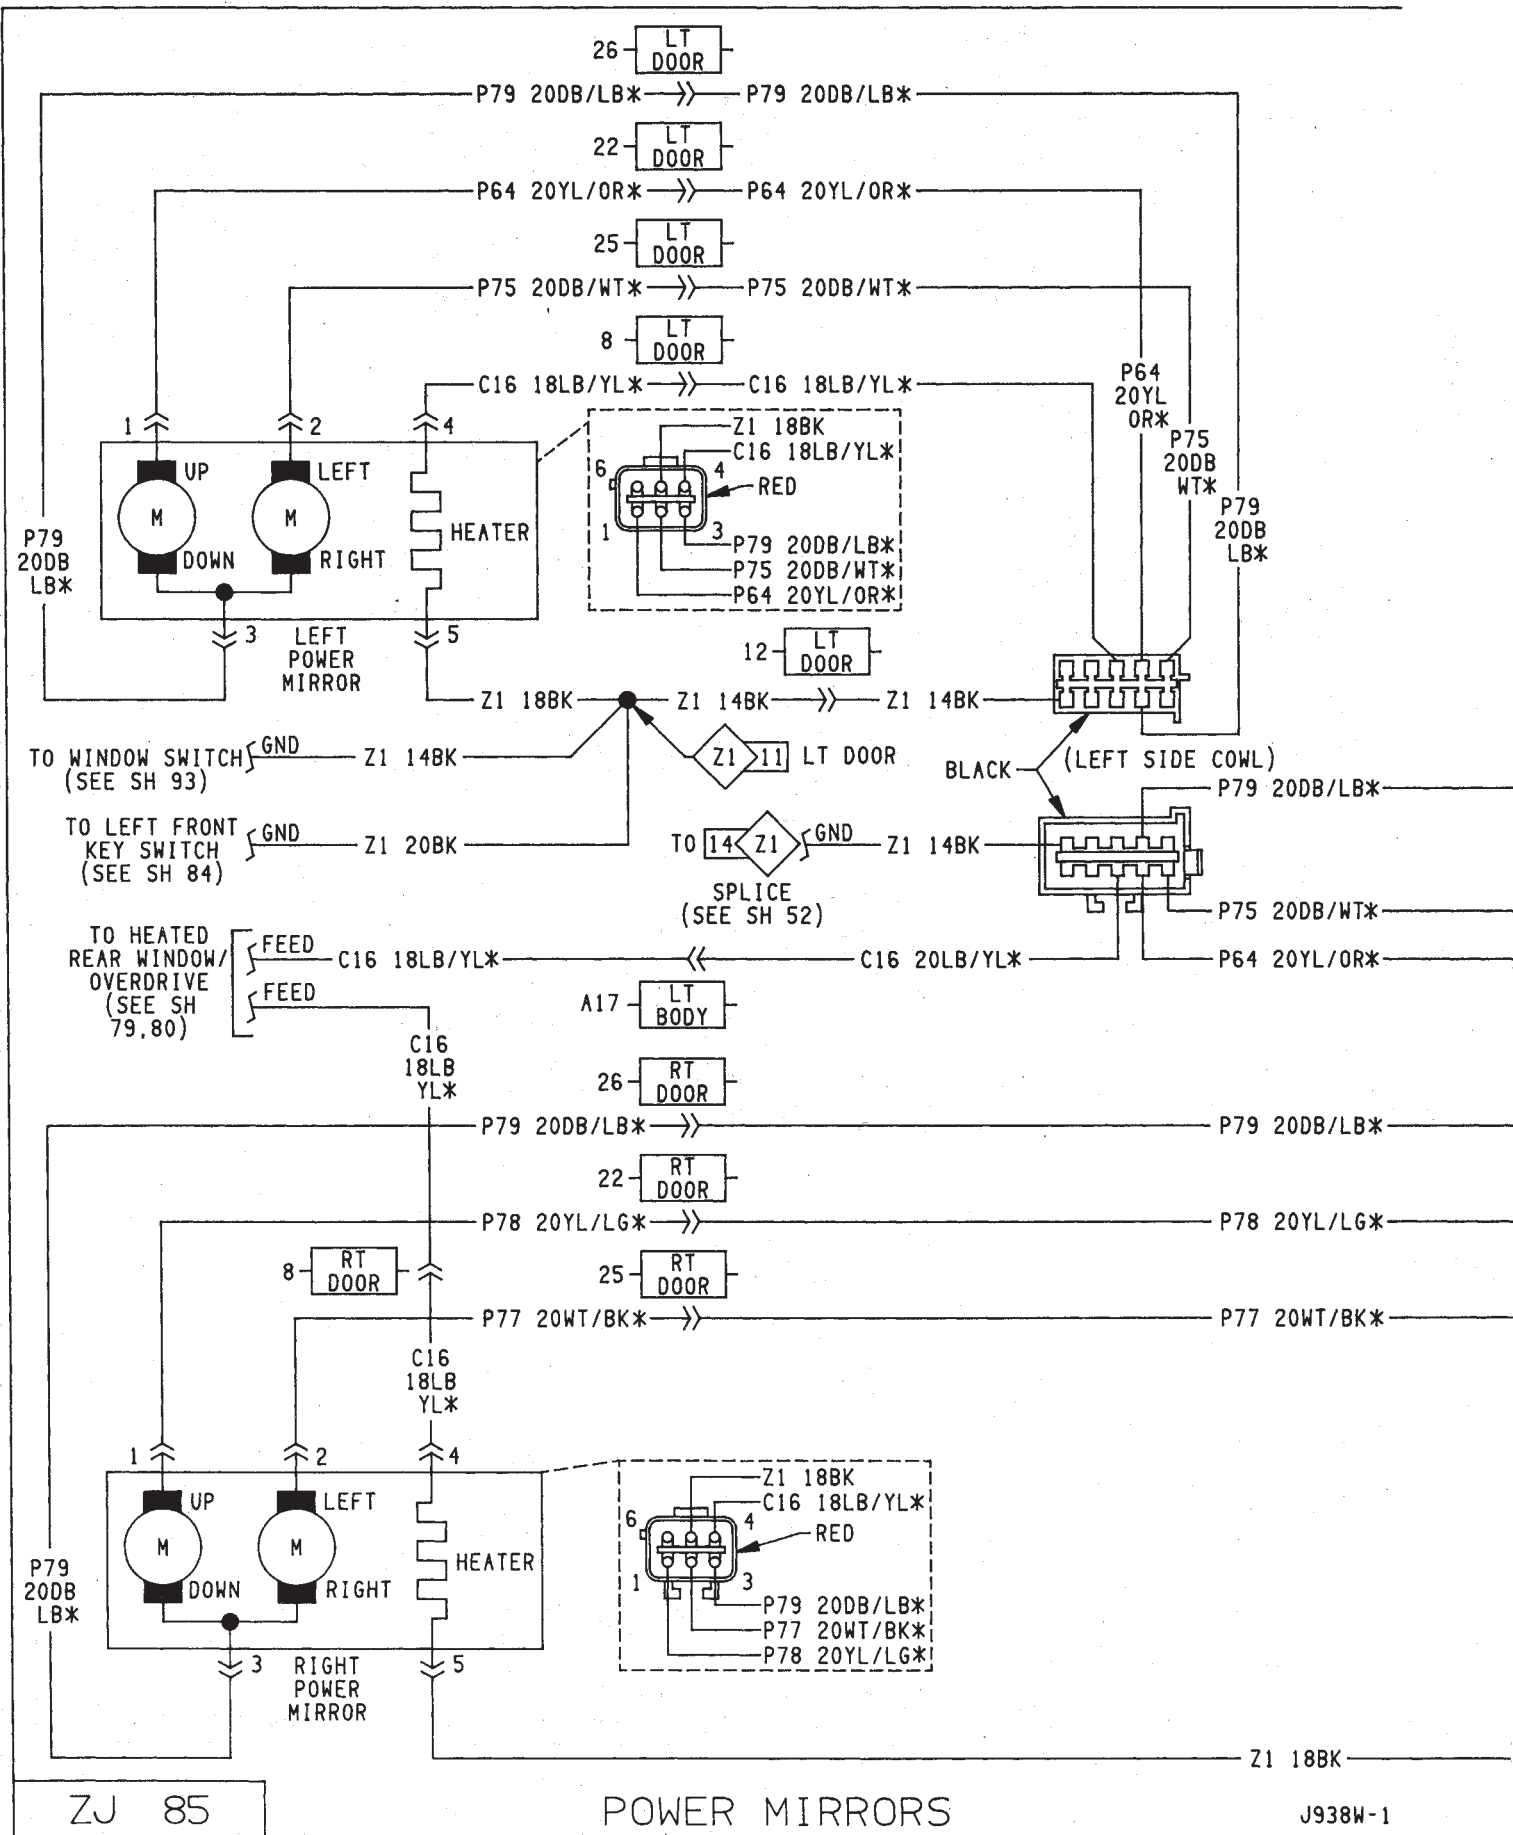 26 LT
DOOR
P79 20DB/LB* P79 20DB/LB*
22 LT
DOOR
P64 20YL/OR* P64 20YL/OR*
25 LT
DOOR
P75 20DB/WT* P75 20DB/WT*
8 LT
DOOR
C16 18LB/YL* C16 18LB/YL*
P64
20YL
OR*
P75
20DB
WT*
P79
20DB
LB*
1 2 4
UP LEFT
M M
HEATER
DOWN RIGHT
P79
20DB
LB*
3 5
LEFT
POWER
MIRROR
Z1 18BK
C16 18LB/YL*
6 4
RED
1 3
P79 20DB/LB*
P75 20DB/WT*
P64 20YL/OR*
12 LT
DOOR
Z1 18BK Z1 14BK Z1 14BK
TO WINDOW SWITCH
(SEE SH 93)
GND Z1 14BK
Z1 11 LT DOOR
BLACK
(LEFT SIDE COWL)
P79 20DB/LB*
TO LEFT FRONT
KEY SWITCH
(SEE SH 84)
GND Z1 20BK
TO 14 Z1 GND Z1 14BK
SPLICE
(SEE SH 52)
P75 20DB/WT*
TO HEATED
REAR WINDOW/
OVERDRIVE
(SEE SH
79,80)
FEED C16 18LB/YL* C16 20LB/YL* P64 20YL/OR*
FEED
A17 LT
BODY
C16
18LB
YL*
26 RT
DOOR
P79 20DB/LB* P79 20DB/LB*
22 RT
DOOR
P78 20YL/LG* P78 20YL/LG*
8 RT
DOOR
25 RT
DOOR
P77 20WT/BK* P77 20WT/BK*
C16
18LB
YL*
1 2 4
UP LEFT
M M
HEATER
DOWN RIGHT
P79
20DB
LB*
3 5
RIGHT
POWER
MIRROR
Z1 18BK
C16 18LB/YL*
6 4
RED
1 3
P79 20DB/LB*
P77 20WT/BK*
P78 20YL/LG*
Z1 18BK
ZJ 85 POWER MIRRORS J938W-1